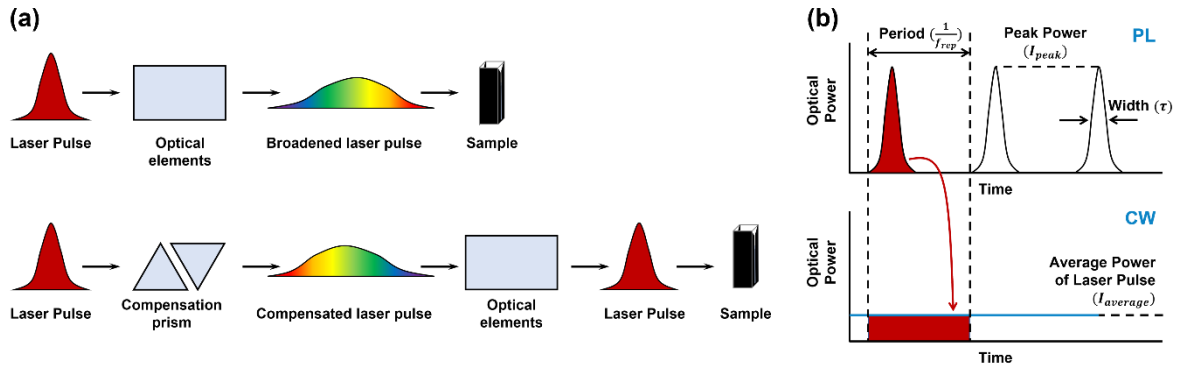 (a)
Laser Pulse
Optical
elements
Broadened laser pulse
Sample
Laser Pulse
Compensation
prism
Compensated laser pulse
Optical
elements
Laser Pulse
Sample
(b)
Period (1/f_rep)
Peak Power
(I_peak)
PL
Optical
Power
Width (τ)
Time
CW
Optical
Power
Average Power
of Laser Pulse
(I_average)
Time